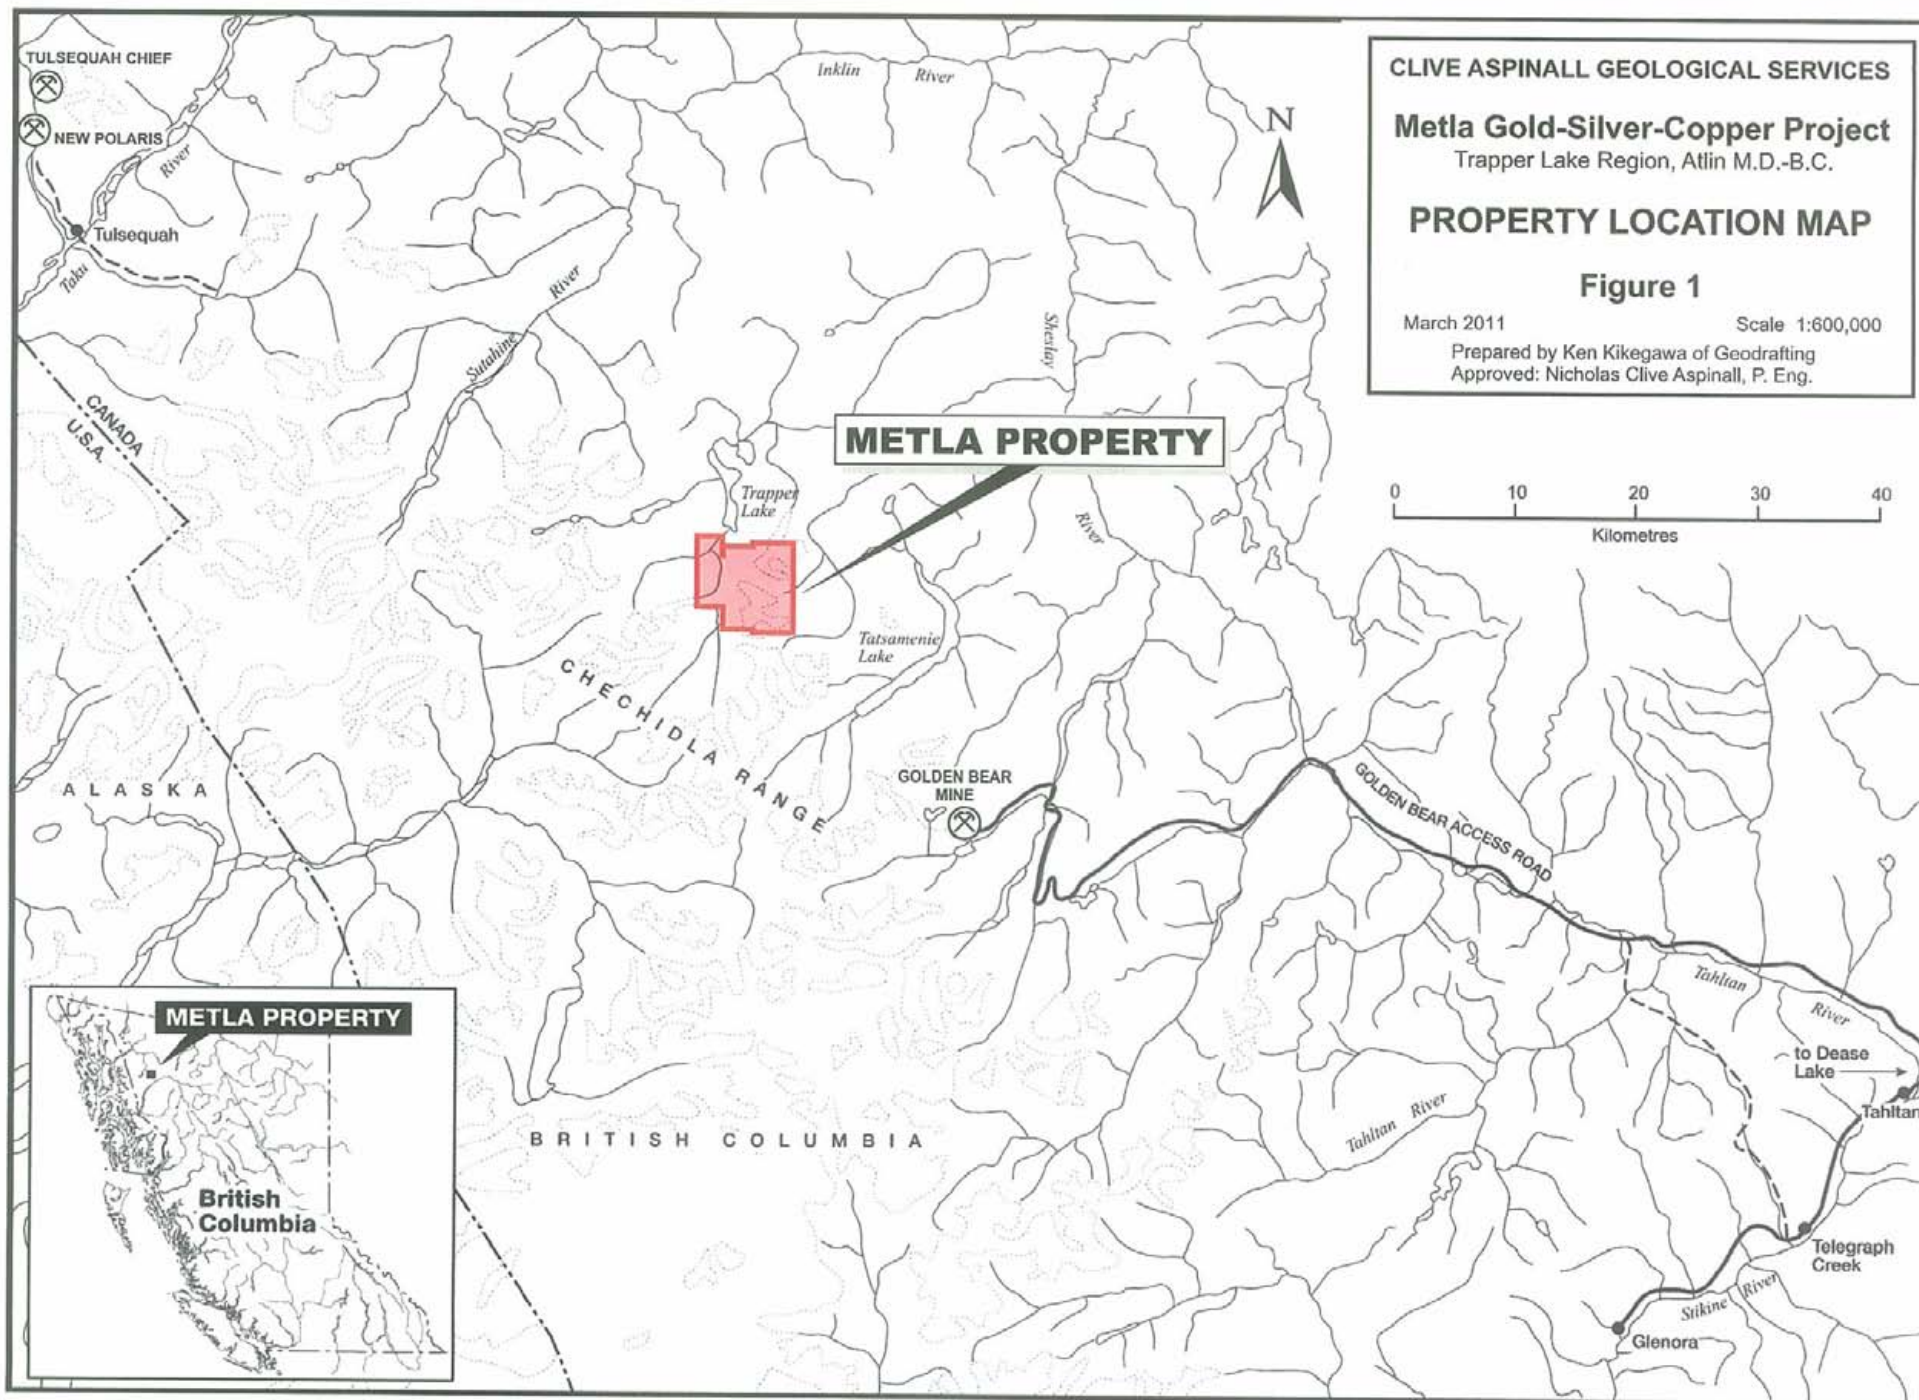 TULSEQUAH CHIEF
NEW POLARIS
River
Tulsequah
Taku
Inklin River
N
CLIVE ASPINALL GEOLOGICAL SERVICES
Metla Gold-Silver-Copper Project
Trapper Lake Region, Atlin M.D.-B.C.
PROPERTY LOCATION MAP
Figure 1
March 2011 Scale 1:600,000
Prepared by Ken Kikegawa of Geodrafting
Approved: Nicholas Clive Aspinall, P. Eng.
0 10 20 30 40
Kilometres
Sutahine River
Sheslay
River
CANADA
U.S.A.
METLA PROPERTY
Trapper
Lake
Tatsamenie
Lake
CHECHIDLA RANGE
ALASKA
GOLDEN BEAR
MINE
GOLDEN BEAR ACCESS ROAD
Tahltan River
to Dease
Lake
Tahltan
Tahltan River
BRITISH COLUMBIA
Telegraph
Creek
Stikine River
Glenora
METLA PROPERTY
British
Columbia